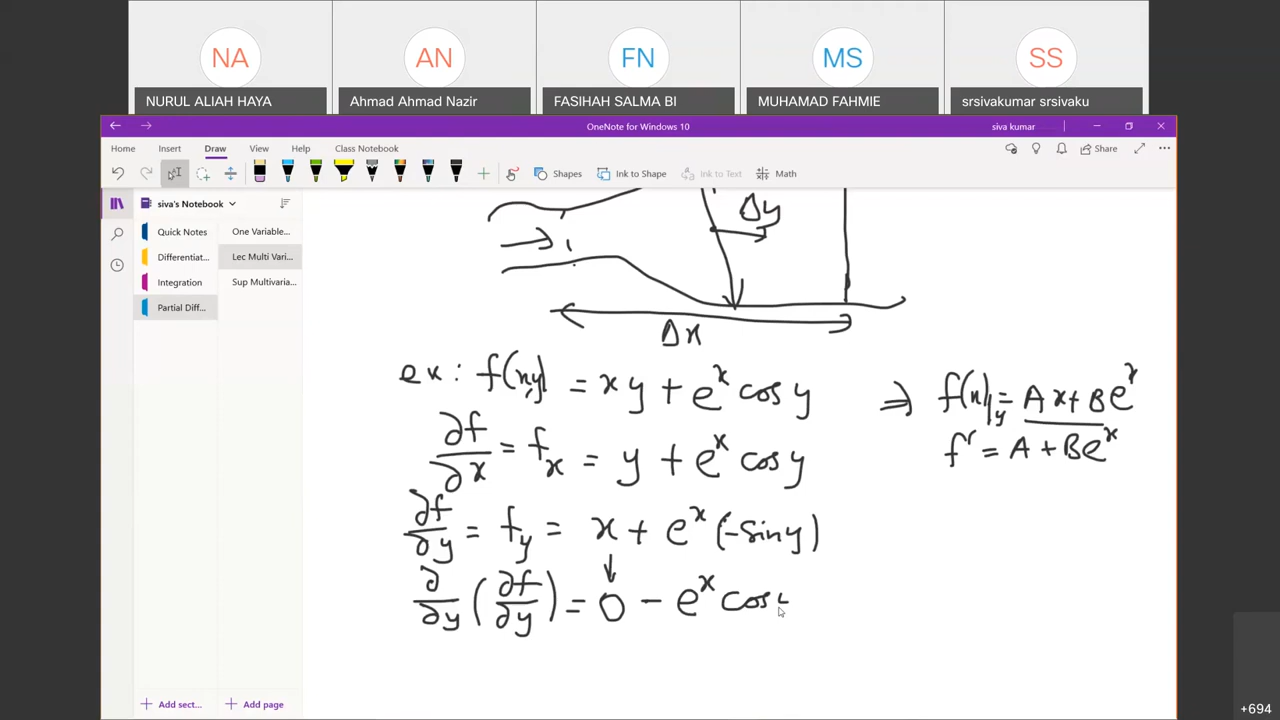 NA AN FN MS SS
NURUL ALIAH HAYA Ahmad Ahmad Nazir FASIHAH SALMA BI MUHAMAD FAHMIE srsivakumar srsivaku
OneNote for Windows 10 siva kumar
Home Insert Draw View Help Class Notebook Share
Shapes Ink to Shape Ink to Text Math
siva's Notebook
Quick Notes One Variable...
Differentiat... Lec Multi Vari...
Integration Sup Multivaria...
Partial Diff...
Δy
Δx
ex: f(x,y) = xy + e^x cos y ⇒ f(x)|_y = Ax + Be^x
∂f/∂x = f_x = y + e^x cos y f' = A + Be^x
∂f/∂y = f_y = x + e^x (-sin y)
↓
∂/∂y (∂f/∂y) = 0 - e^x cos
Add sect... Add page
+694